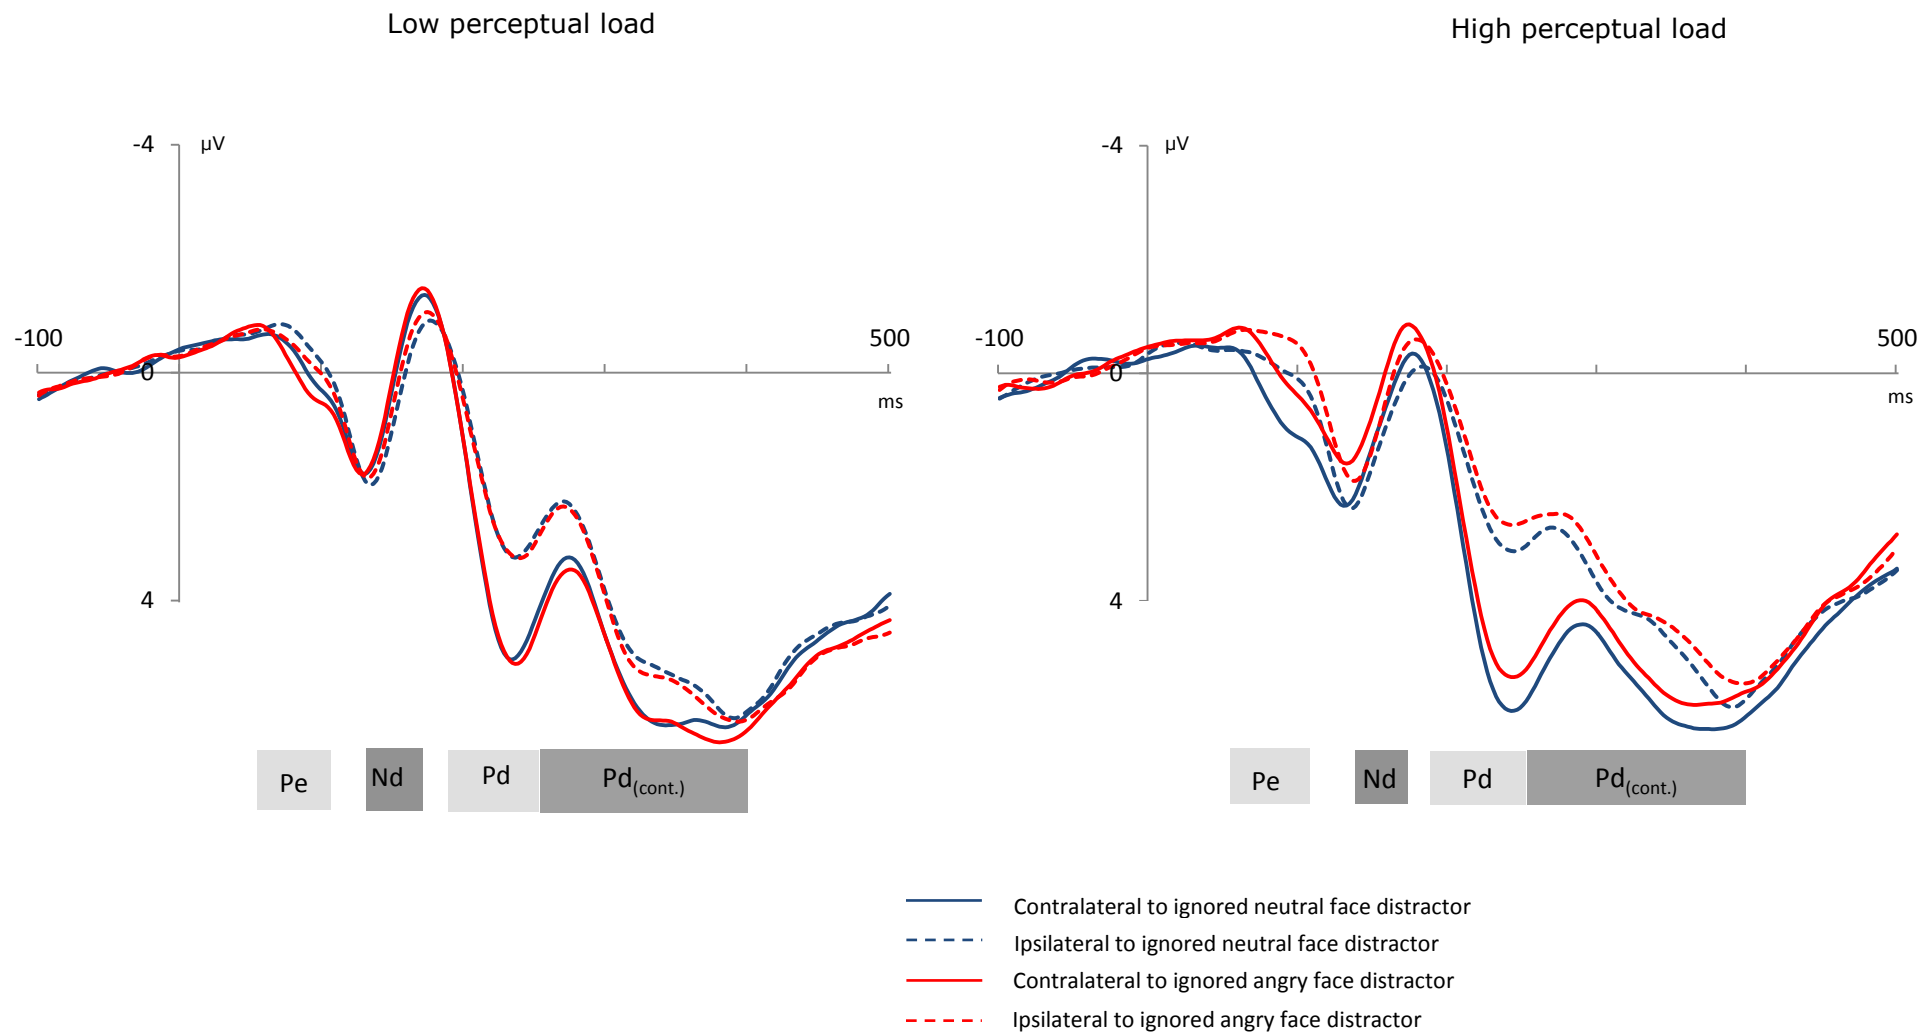 Low perceptual load
High perceptual load
-4
µV
-100
500
0
ms
4
Pe
Nd
Pd
Pd(cont.)
-4
µV
-100
500
0
ms
4
Pe
Nd
Pd
Pd(cont.)
Contralateral to ignored neutral face distractor
Ipsilateral to ignored neutral face distractor
Contralateral to ignored angry face distractor
Ipsilateral to ignored angry face distractor